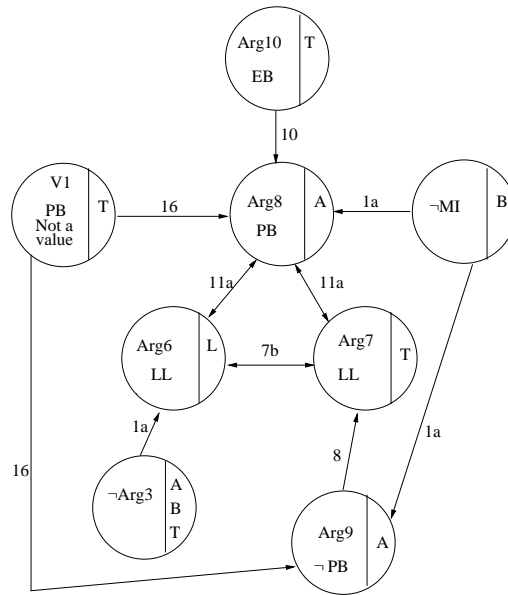 Arg10 T
EB
10
V1
PB T
Not a
value
16
Arg8 A
PB
1a
¬MI B
11a
11a
Arg6 L
LL
7b
Arg7 T
LL
1a
8
1a
16
¬Arg3 A
B
T
Arg9 A
¬ PB